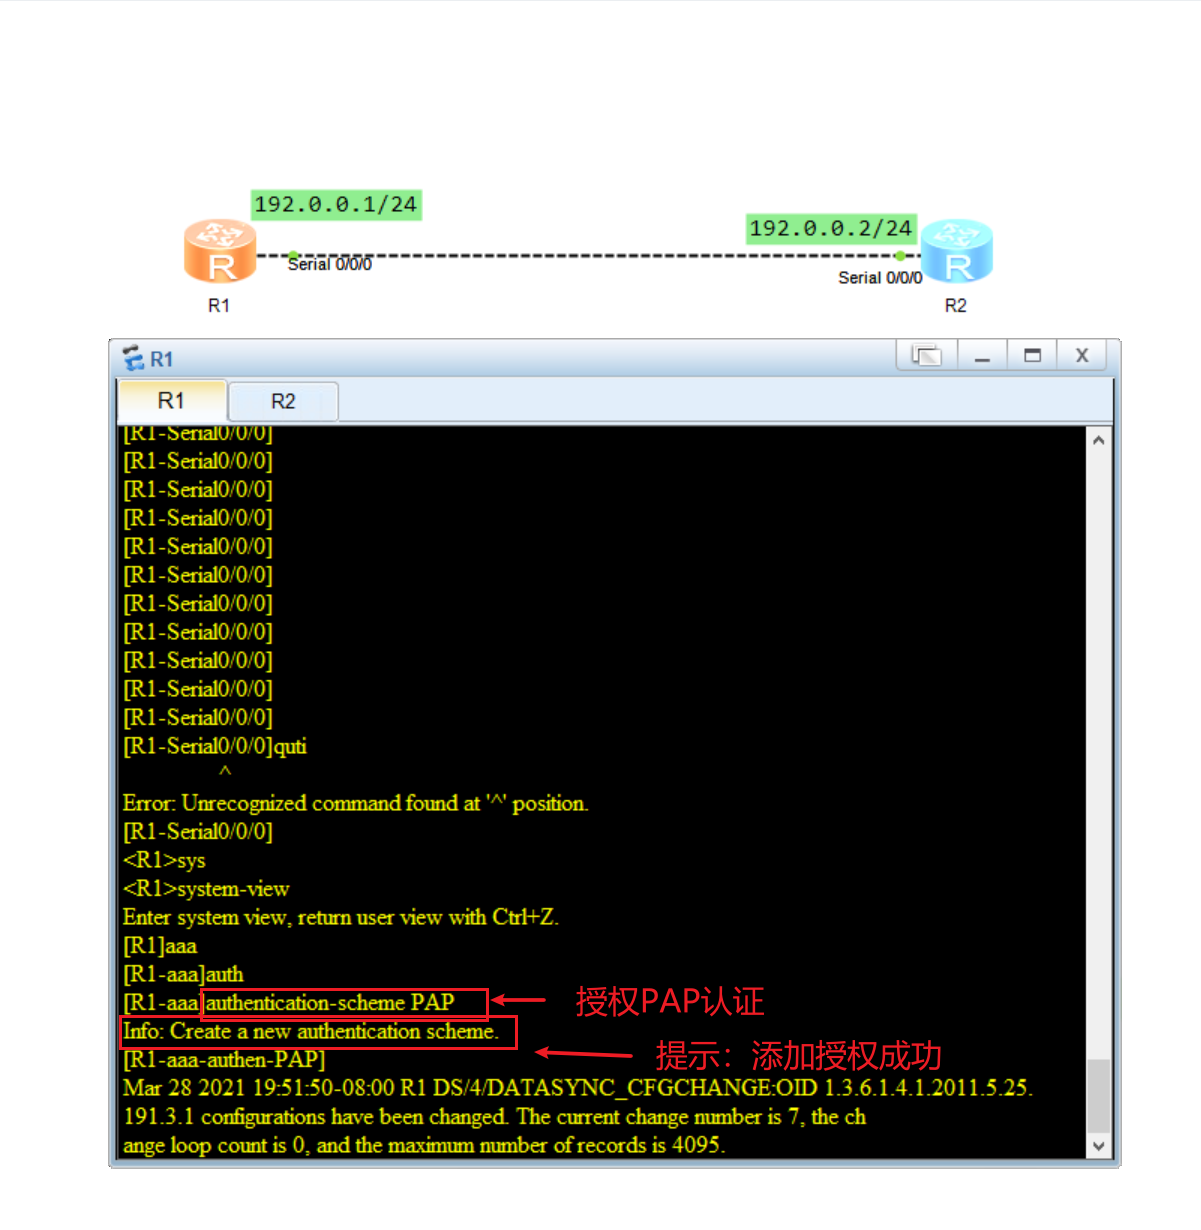 192.0.0.1/24
192.0.0.2/24
R
Serial 0/0/0
R
Serial 0/0/0
R1
R2
R1
X
R1
R2
[R1-Serial0/0/0]
[R1-Serial0/0/0]
[R1-Serial0/0/0]
[R1-Serial0/0/0]
[R1-Serial0/0/0]
[R1-Serial0/0/0]
[R1-Serial0/0/0]
[R1-Serial0/0/0]
[R1-Serial0/0/0]
[R1-Serial0/0/0]
[R1-Serial0/0/0]
[R1-Serial0/0/0]quti
^
Error: Unrecognized command found at '^' position.
[R1-Serial0/0/0]
<R1>sys
<R1>system-view
Enter system view, return user view with Ctrl+Z.
[R1]aaa
[R1-aaa]auth
[R1-aaa]authentication-scheme PAP
授权PAP认证
Info: Create a new authentication scheme.
提示：添加授权成功
[R1-aaa-authen-PAP]
Mar 28 2021 19:51:50-08:00 R1 DS/4/DATASYNC_CFGCHANGE:OID 1.3.6.1.4.1.2011.5.25.
191.3.1 configurations have been changed. The current change number is 7, the ch
ange loop count is 0, and the maximum number of records is 4095.